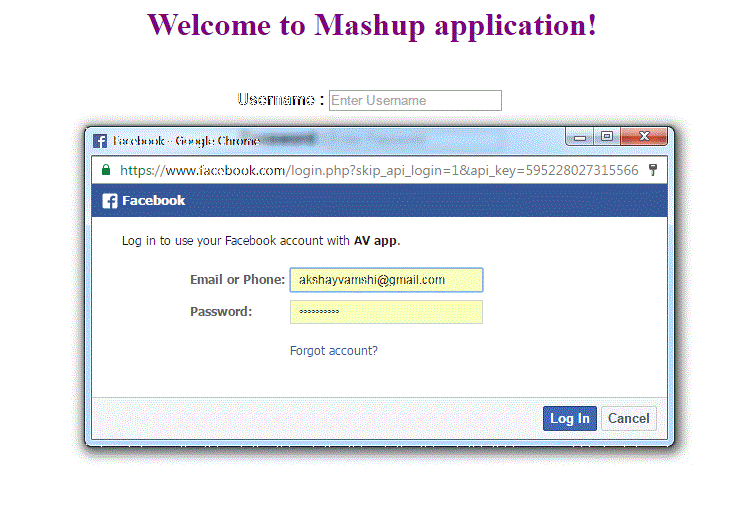 Welcome to Mashup application!
Username :
Enter Username
Facebook - Google Chrome
https://www.facebook.com/login.php?skip_api_login=1&api_key=595228027315566
Facebook
Log in to use your Facebook account with AV app.
Email or Phone: akshayvamshi@gmail.com
Password:
Forgot account?
Log In Cancel